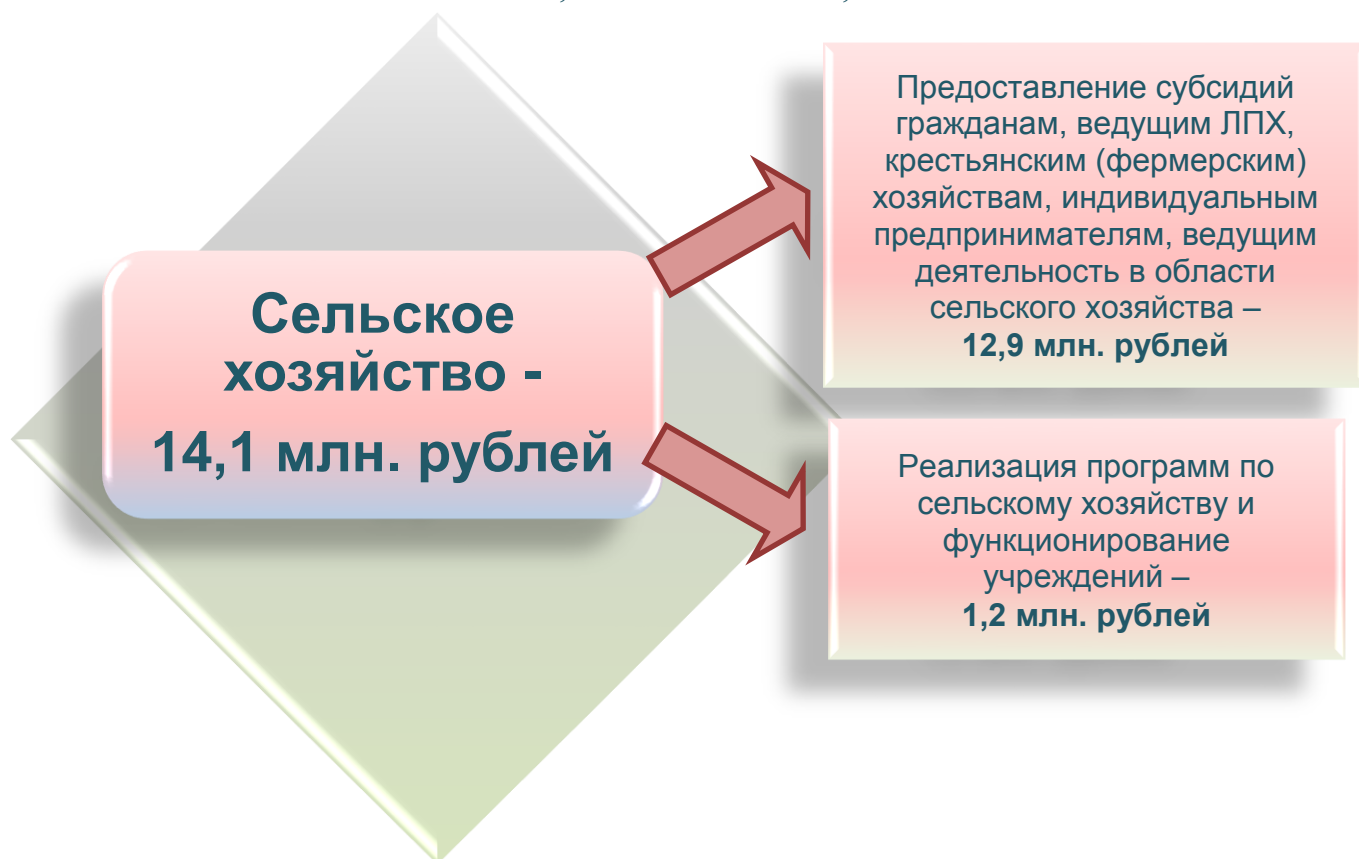 Сельское
хозяйство -
14,1 млн. рублей
Предоставление субсидий
гражданам, ведущим ЛПХ,
крестьянским (фермерским)
хозяйствам, индивидуальным
предпринимателям, ведущим
деятельность в области
сельского хозяйства –
12,9 млн. рублей
Реализация программ по
сельскому хозяйству и
функционирование
учреждений –
1,2 млн. рублей